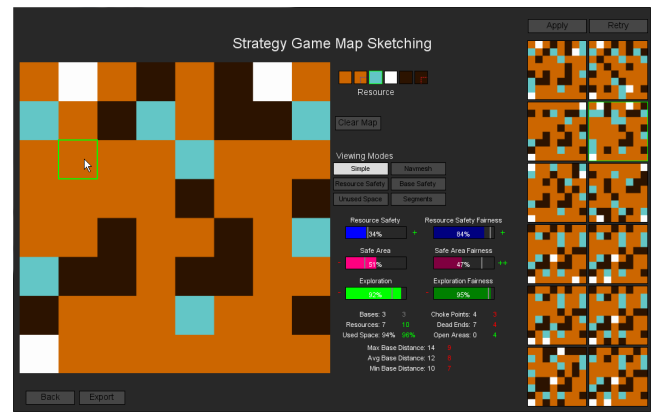 Apply Retry
Strategy Game Map Sketching
Resource
Clear Map
Viewing Modes
Simple Navmesh
Resource Safety Base Safety
Unused Space Segments
Resource Safety Resource Safety Fairness
34% + 84% +
Safe Area Safe Area Fairness
- 51% 47% ++
Exploration Exploration Fairness
- 92% - 95%
Bases: 3 3 Choke Points: 4 3
Resources: 7 10 Dead Ends: 7 4
Used Space: 94% 96% Open Areas: 0 4
Max Base Distance: 14
Avg Base Distance: 12
Min Base Distance: 10
Back Export